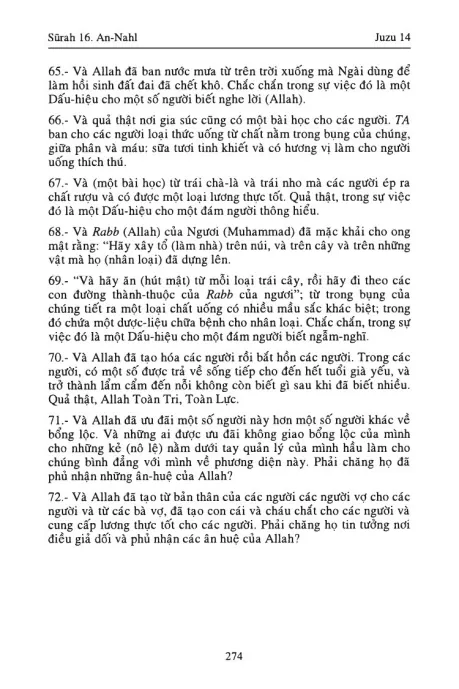 Sūrah 16. An-Nahl Juzu 14
65.- Và Allah đã ban nước mưa từ trên trời xuống mà Ngài dùng để
làm hồi sinh đất đai đã chết khô. Chắc chắn trong sự việc đó là một
Dấu-hiệu cho một số người biết nghe lời (Allah).
66.- Và quả thật nơi gia súc cũng có một bài học cho các người. TA
ban cho các người loại thức uống từ chất nằm trong bụng của chúng,
giữa phân và máu: sữa tươi tinh khiết và có hương vị làm cho người
uống thích thú.
67.- Và (một bài học) từ trái chà-là và trái nho mà các người ép ra
chất rượu và có được một loại lương thực tốt. Quả thật, trong sự việc
đó là một Dấu-hiệu cho một đám người thông hiểu.
68.- Và Rabb (Allah) của Ngươi (Muhammad) đã mặc khải cho ong
mật rằng: “Hãy xây tổ (làm nhà) trên núi, và trên cây và trên những
vật mà họ (nhân loại) đã dựng lên.
69.- “Và hãy ăn (hút mật) từ mỗi loại trái cây, rồi hãy đi theo các
con đường thành-thuộc của Rabb của ngươi”; từ trong bụng của
chúng tiết ra một loại chất uống có nhiều mầu sắc khác biệt; trong
đó chứa một dược-liệu chữa bệnh cho nhân loại. Chắc chắn, trong sự
việc đó là một Dấu-hiệu cho một đám người biết ngẫm-nghĩ.
70.- Và Allah đã tạo hóa các người rồi bắt hồn các người. Trong các
người, có một số được trả về sống tiếp cho đến hết tuổi già yếu, và
trở thành lẩm cẩm đến nỗi không còn biết gì sau khi đã biết nhiều.
Quả thật, Allah Toàn Tri, Toàn Lực.
71.- Và Allah đã ưu đãi một số người này hơn một số người khác về
bổng lộc. Và những ai được ưu đãi không giao bổng lộc của mình
cho những kẻ (nô lệ) nằm dưới tay quản lý của mình hầu làm cho
chúng bình đẳng với mình về phương diện này. Phải chăng họ đã
phủ nhận những ân-huệ của Allah?
72.- Và Allah đã tạo từ bản thân của các người các người vợ cho các
người và từ các bà vợ, đã tạo con cái và cháu chắt cho các người và
cung cấp lương thực tốt cho các người. Phải chăng họ tin tưởng nơi
điều giả dối và phủ nhận các ân huệ của Allah?
274